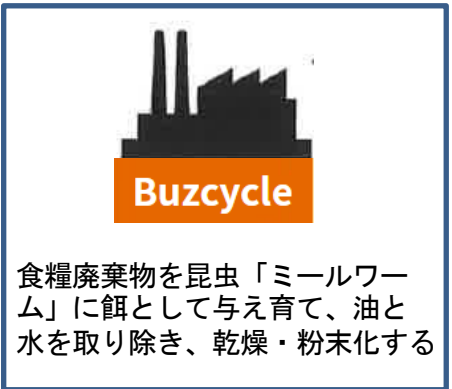 Buzcycle
食糧廃棄物を昆虫「ミールワー
ム」に餌として与え育て、油と
水を取り除き、乾燥・粉末化する